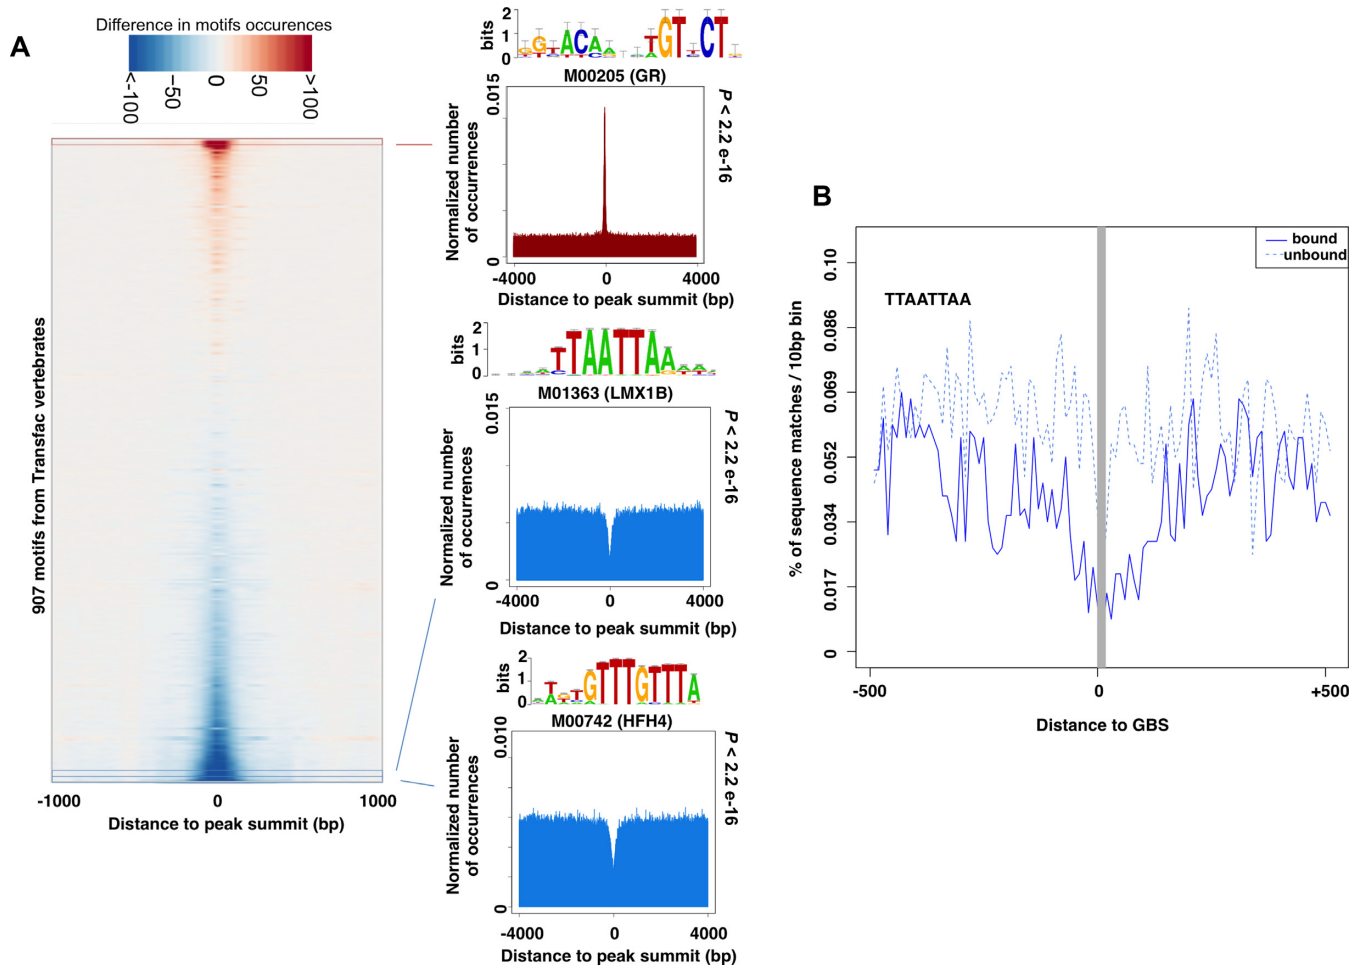 A
Difference in motifs occurences
<-100
-50
0
50
>100
907 motifs from Transfac vertebrates
-1000
0
1000
Distance to peak summit (bp)
bits
2
1
0
M00205 (GR)
Normalized number
of occurrences
0.015
0
P < 2.2 e-16
-4000
0
4000
Distance to peak summit (bp)
bits
2
1
0
TTAATTAA
M01363 (LMX1B)
Normalized number
of occurrences
0.015
0
P < 2.2 e-16
-4000
0
4000
Distance to peak summit (bp)
bits
2
1
0
GTTTGTTTA
M00742 (HFH4)
Normalized number
of occurrences
0.010
0
P < 2.2 e-16
-4000
0
4000
Distance to peak summit (bp)
B
bound
unbound
TTAATTAA
% of sequence matches / 10bp bin
0.10
0.086
0.069
0.052
0.034
0.017
0
-500
0
+500
Distance to GBS